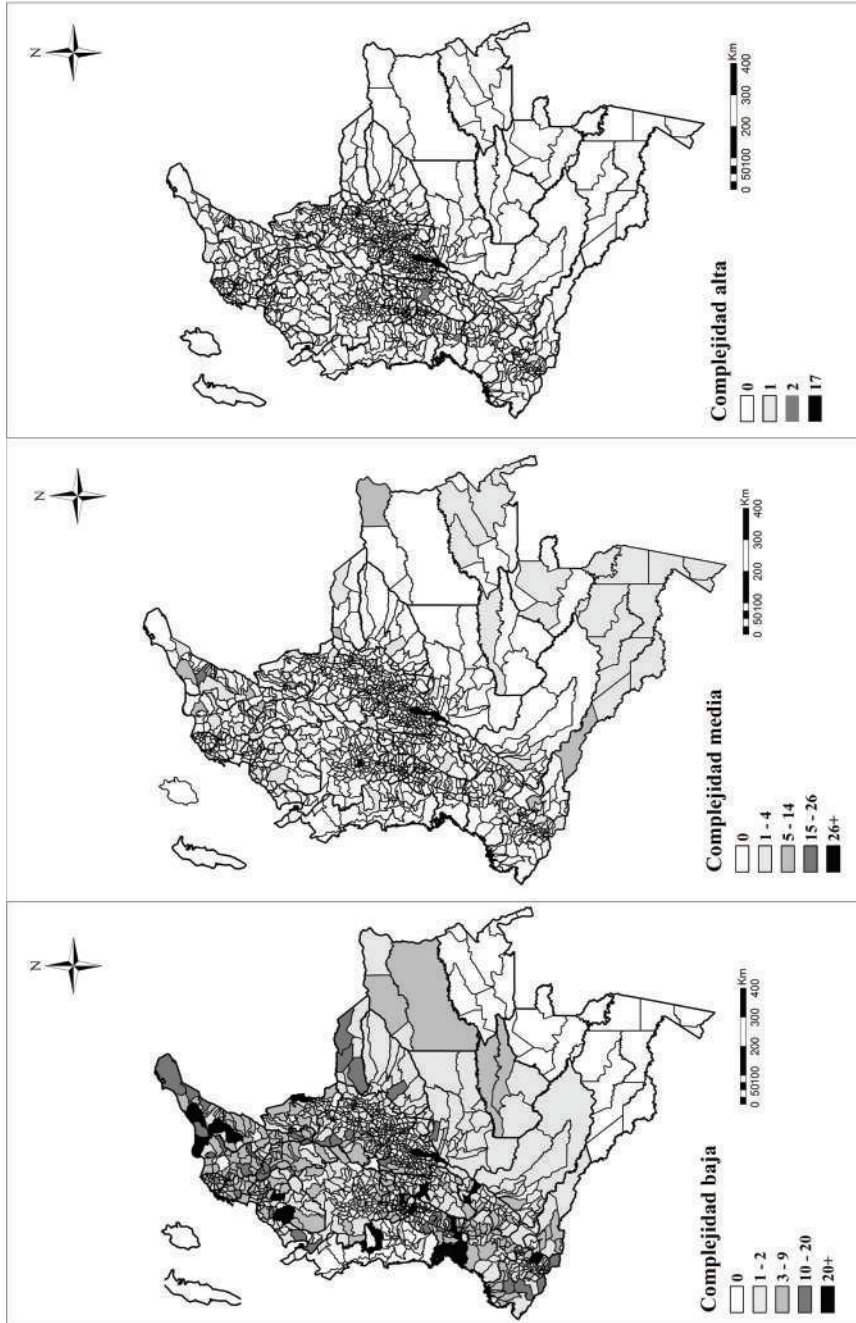 N
Complejidad baja
0
1 - 2
3 - 9
10 - 20
20+
Km
0 50100 200 300 400
N
Complejidad media
0
1 - 4
5 - 14
15 - 26
26+
Km
0 50100 200 300 400
N
Complejidad alta
0
1
2
17
Km
0 50100 200 300 400